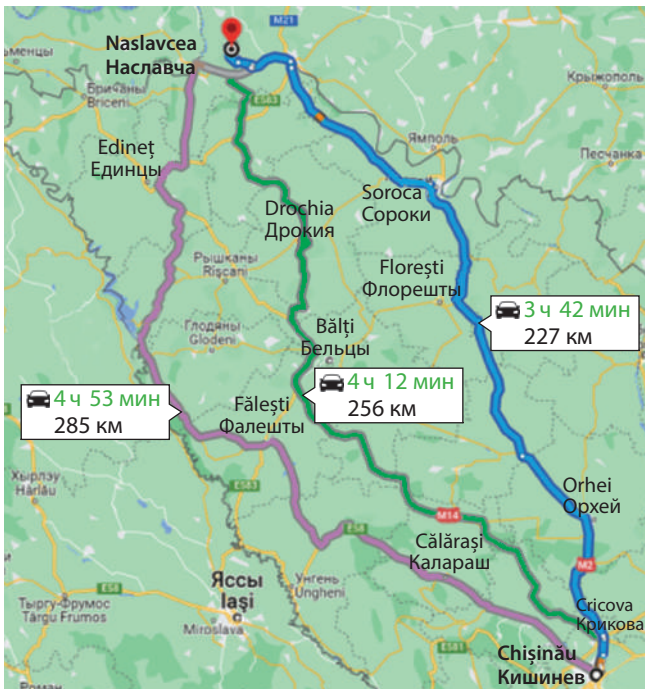 M21
Naslavcea
Наславча
Крыжополь
Бричаны
Briceni
E583
Ямполь
Песчанка
Edineț
Единцы
Soroca
Сороки
Drochia
Дрокия
Рышканы
Rîșcani
Florești
Флорешты
3 ч 42 мин
227 км
Глодяны
Glodeni
Bălți
Бельцы
4 ч 12 мин
256 км
4 ч 53 мин
285 км
Fălești
Фалешты
Хырлэу
Hârlău
E583
Orhei
Орхей
M14
E58
Călărași
Калараш
M2
Яссы
Iași
Унгень
Ungheni
E58
Тыргу-Фрумос
Târgu Frumos
Miroslava
Cricova
Крикова
E581
Chișinău
Кишинев
Роман